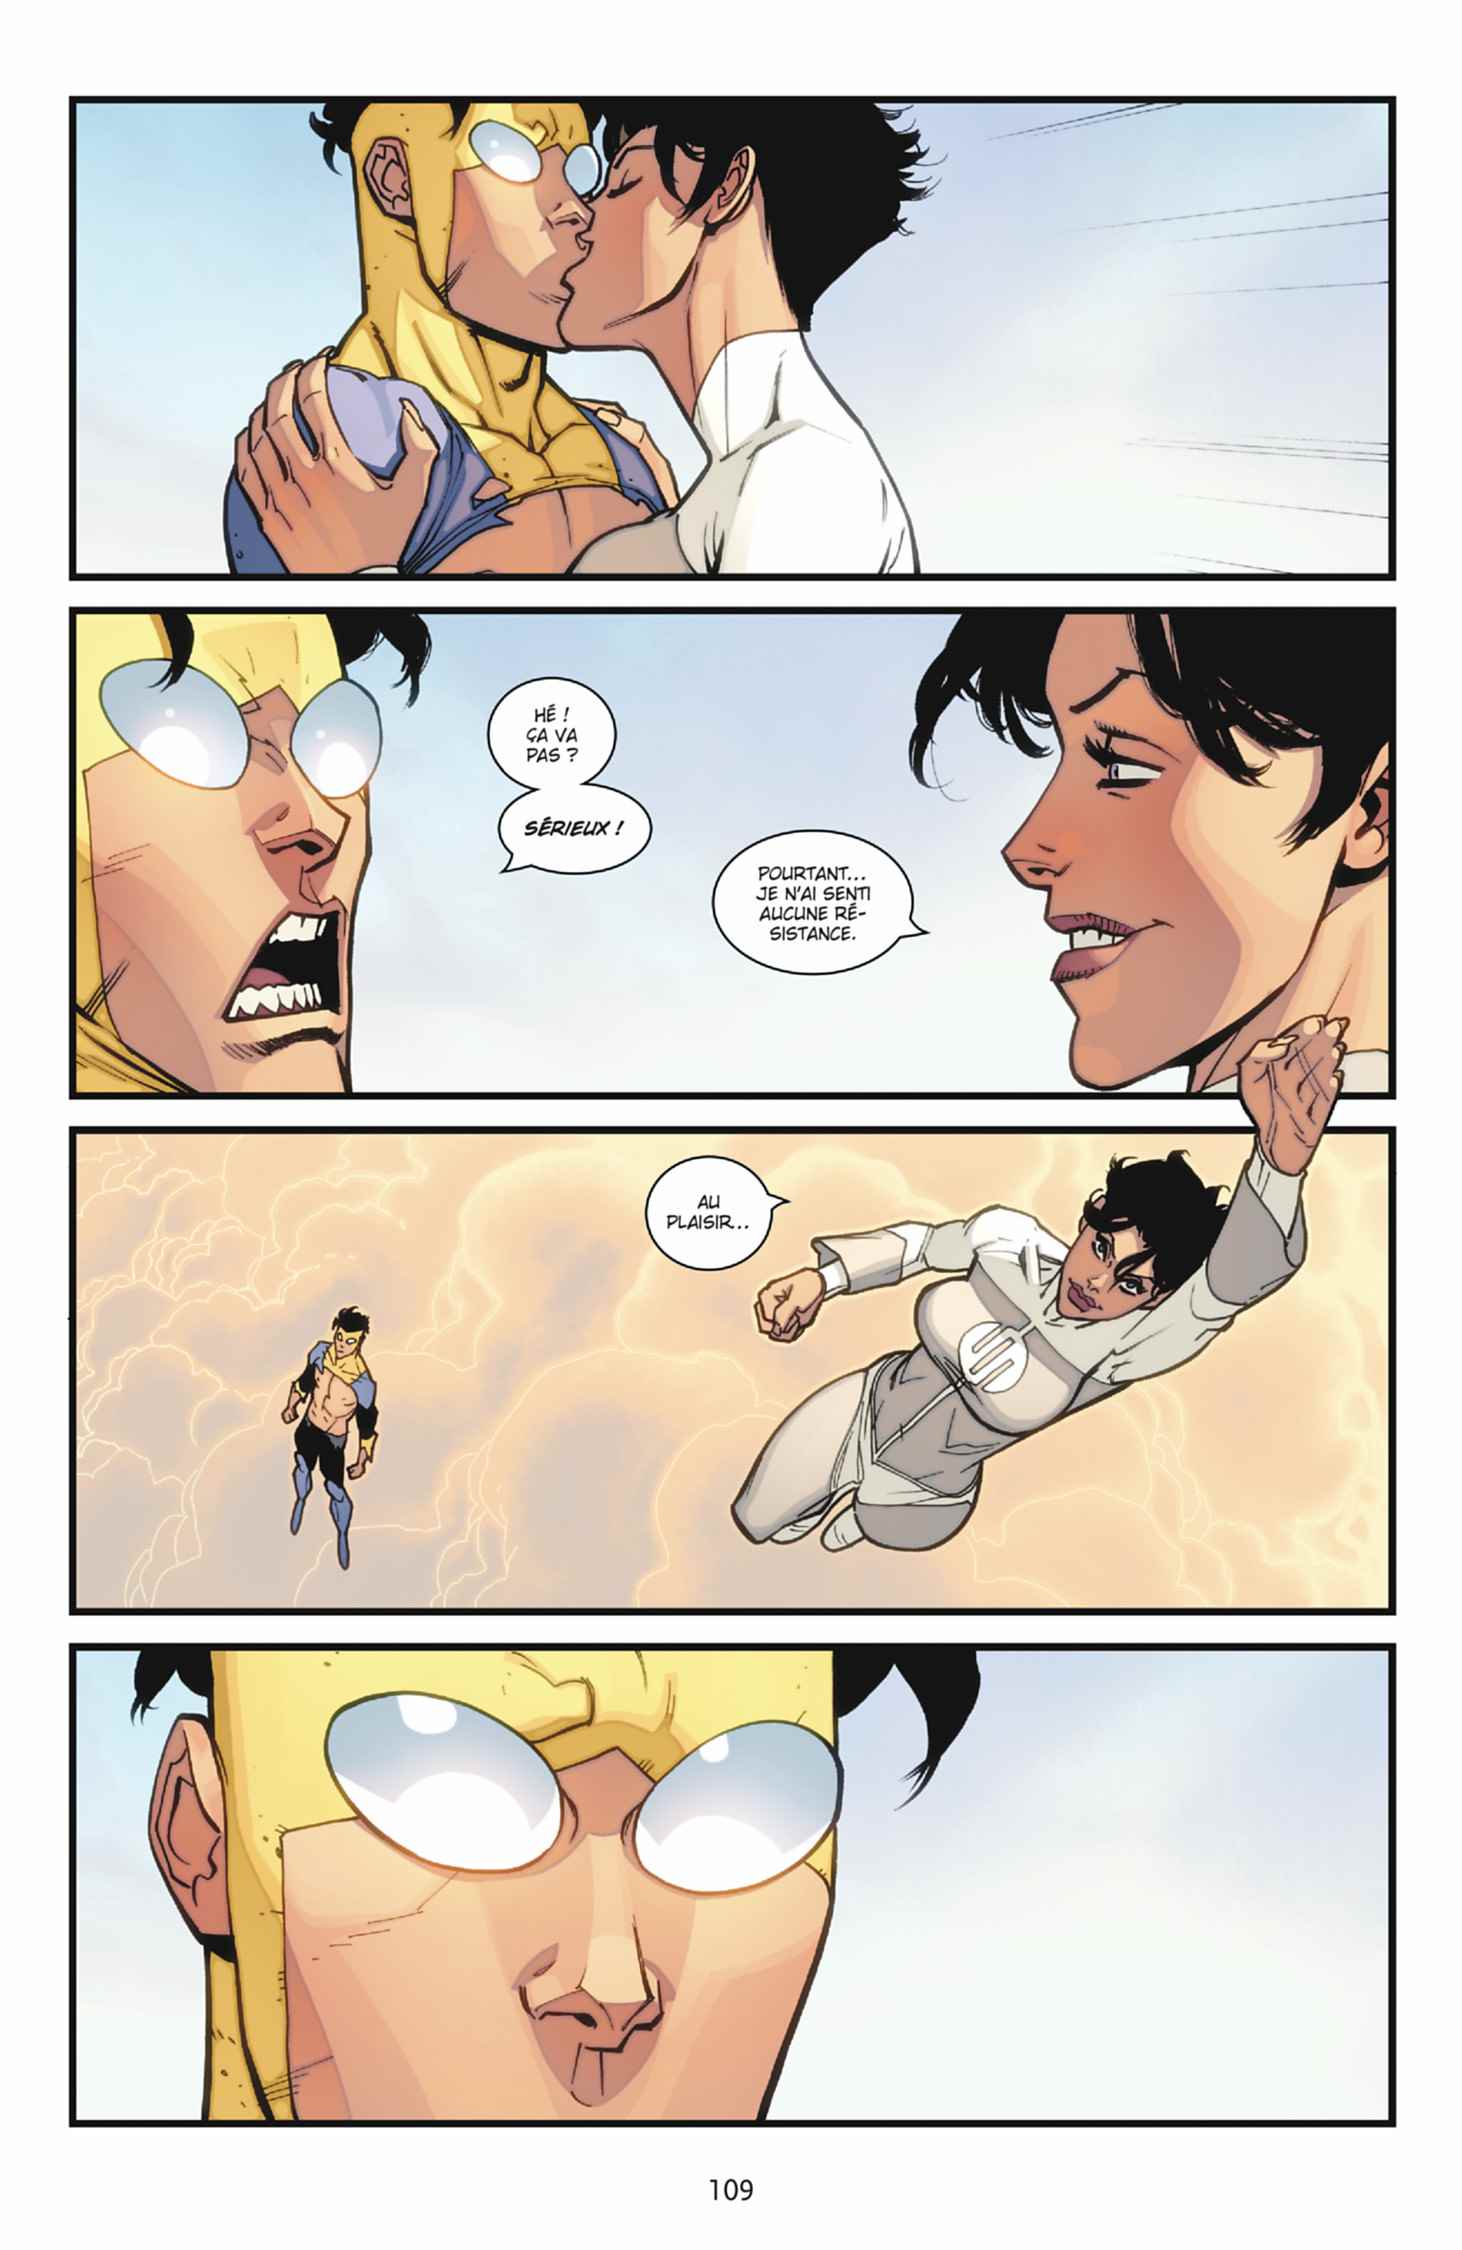 HÉ !
ÇA VA
PAS ?
SÉRIEUX !
POURTANT...
JE N'AI SENTI
AUCUNE RÉ-
SISTANCE.
AU
PLAISIR...
109